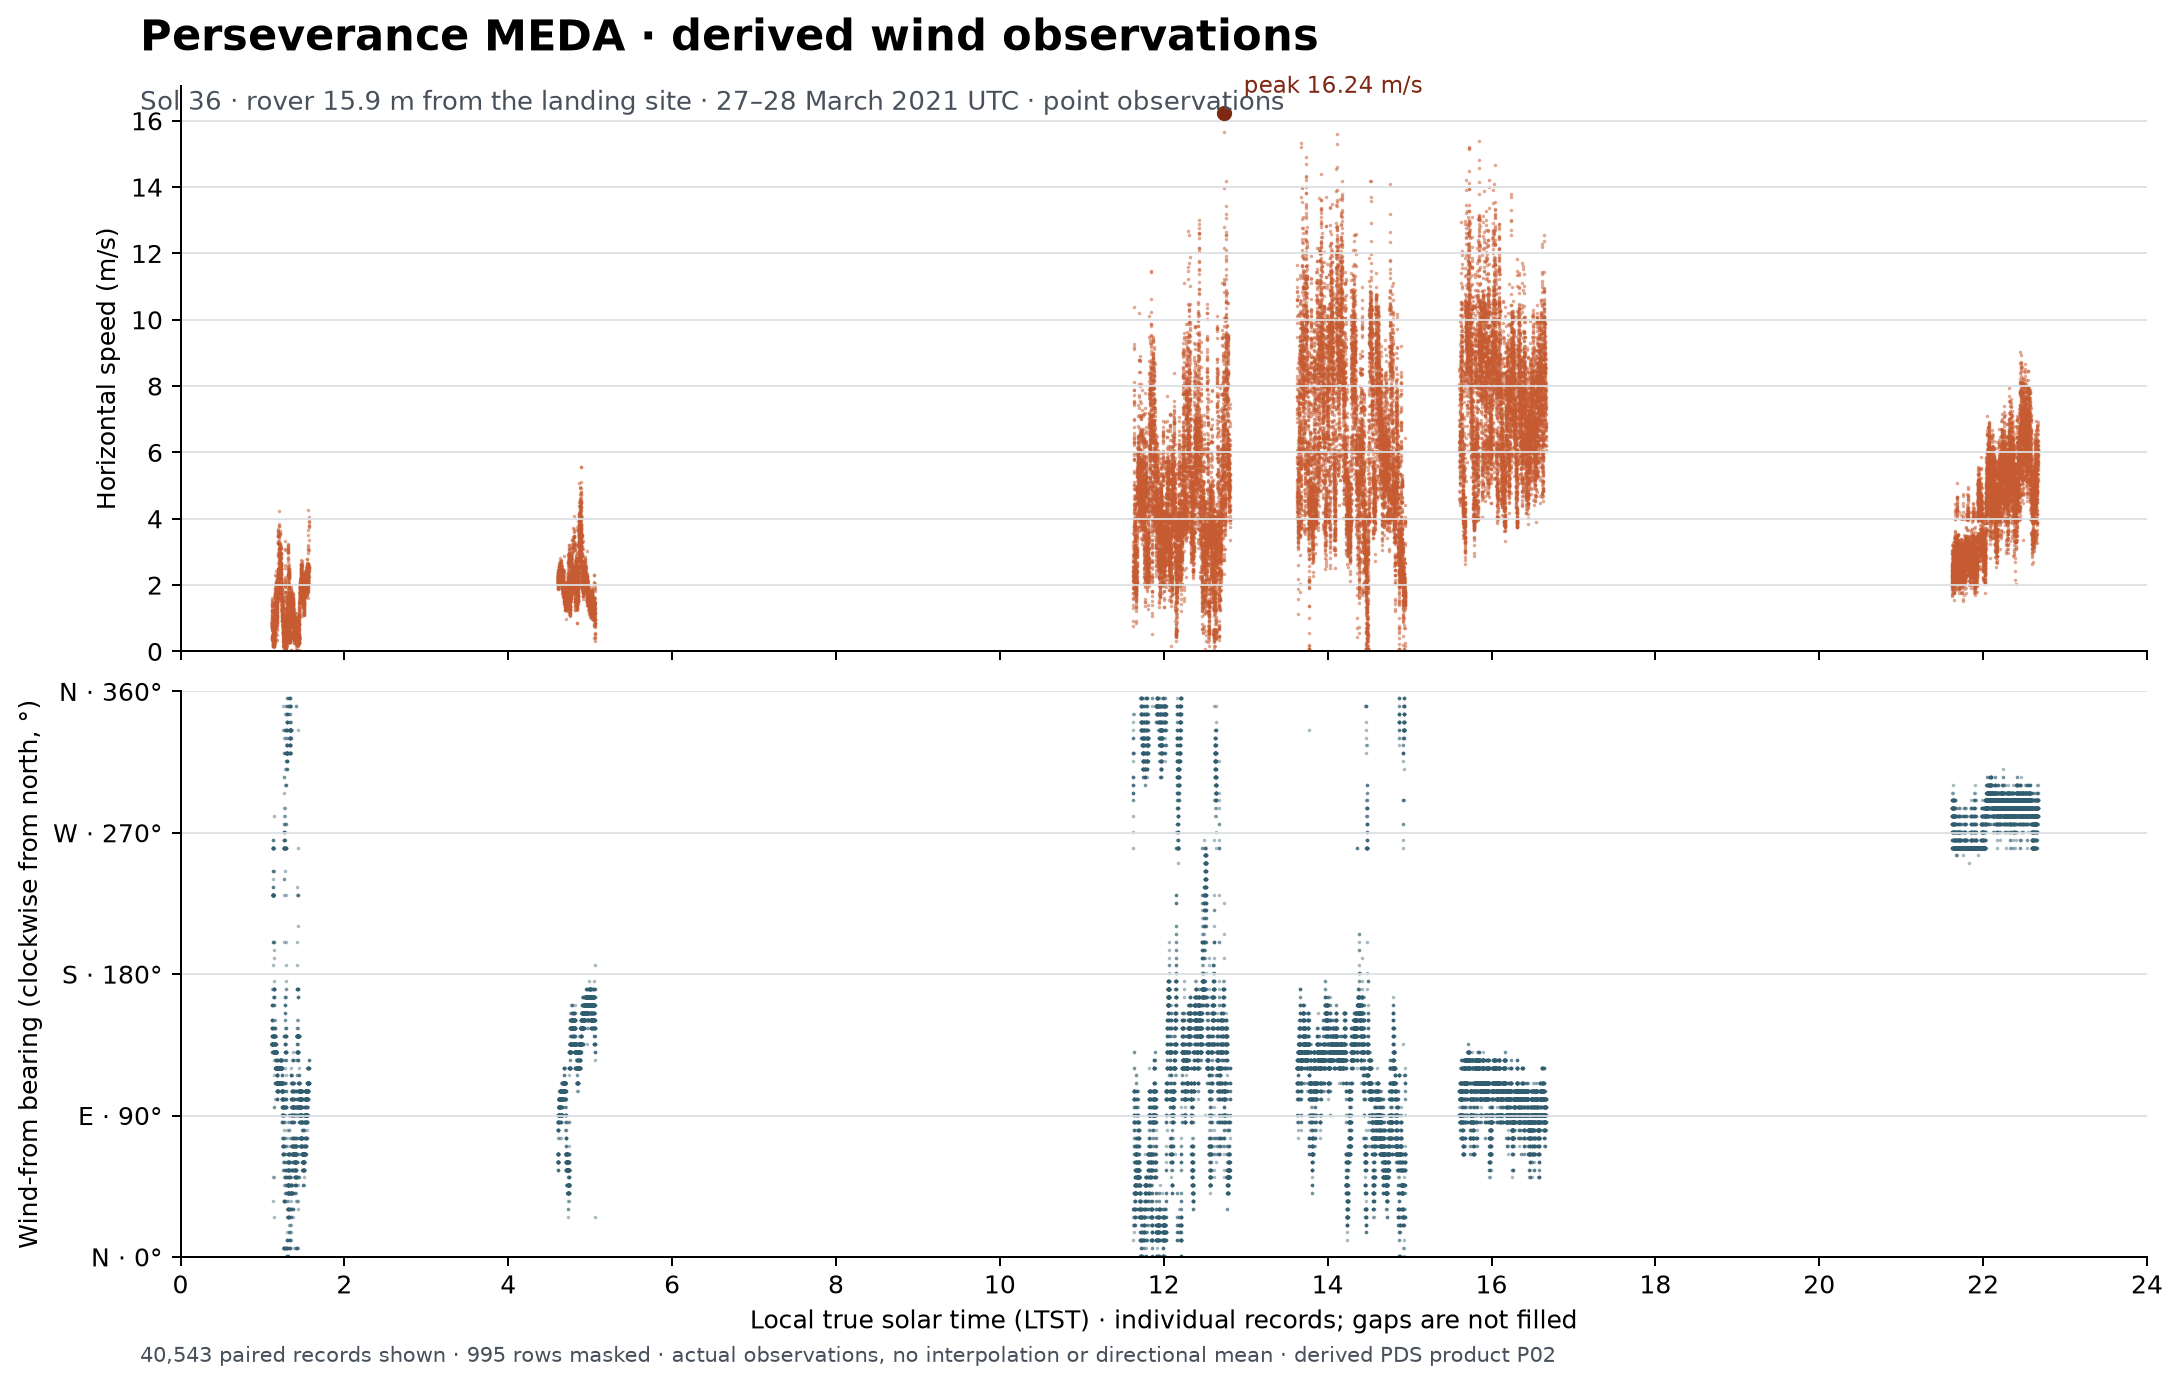 Perseverance MEDA · derived wind observations
Sol 36 · rover 15.9 m from the landing site · 27–28 March 2021 UTC · point observations
peak 16.24 m/s
Horizontal speed (m/s)
16
14
12
10
8
6
4
2
0
Wind-from bearing (clockwise from north, °)
N · 360°
W · 270°
S · 180°
E · 90°
N · 0°
0 2 4 6 8 10 12 14 16 18 20 22 24
Local true solar time (LTST) · individual records; gaps are not filled
40,543 paired records shown · 995 rows masked · actual observations, no interpolation or directional mean · derived PDS product P02